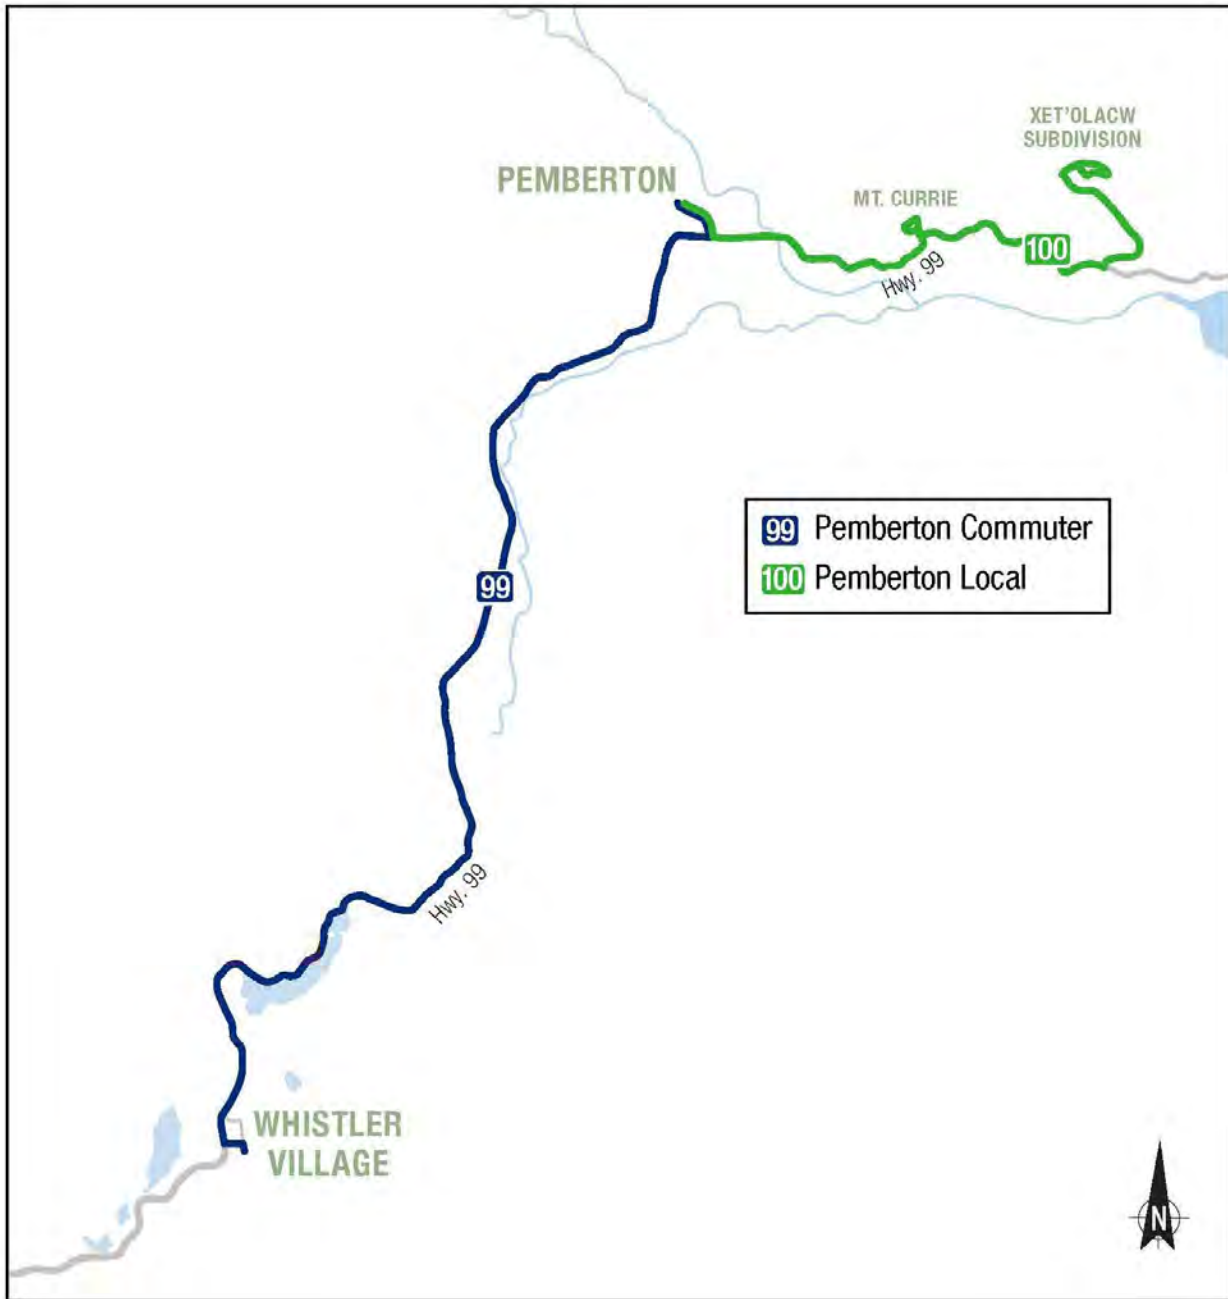 XET'OLACW
SUBDIVISION
PEMBERTON
MT. CURRIE
100
Hwy. 99
99 Pemberton Commuter
100 Pemberton Local
99
Hwy. 99
WHISTLER
VILLAGE
N